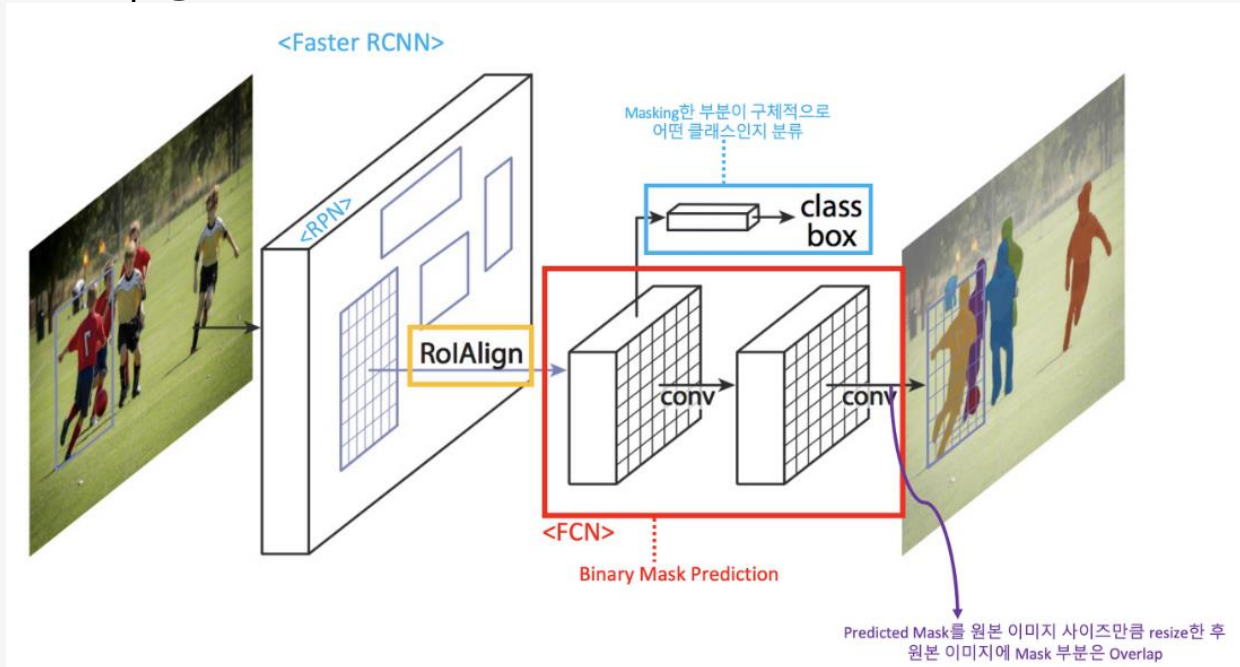 <Faster RCNN>
Masking한 부분이 구체적으로
어떤 클래스인지 분류
<RPN>
class
box
RoIAlign
conv
conv
<FCN>
Binary Mask Prediction
Predicted Mask를 원본 이미지 사이즈만큼 resize한 후
원본 이미지에 Mask 부분은 Overlap